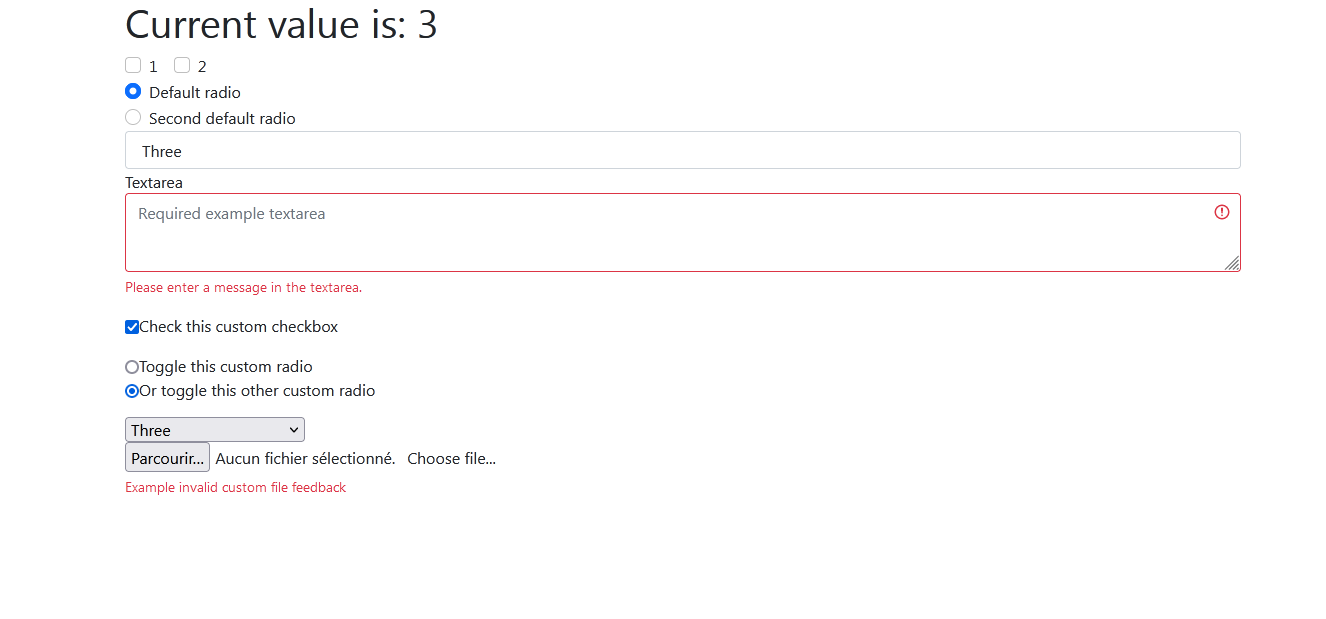 Current value is: 3
1 2
Default radio
Second default radio
Three
Textarea
Required example textarea
Please enter a message in the textarea.
Check this custom checkbox
Toggle this custom radio
Or toggle this other custom radio
Three
Parcourir... Aucun fichier sélectionné. Choose file...
Example invalid custom file feedback